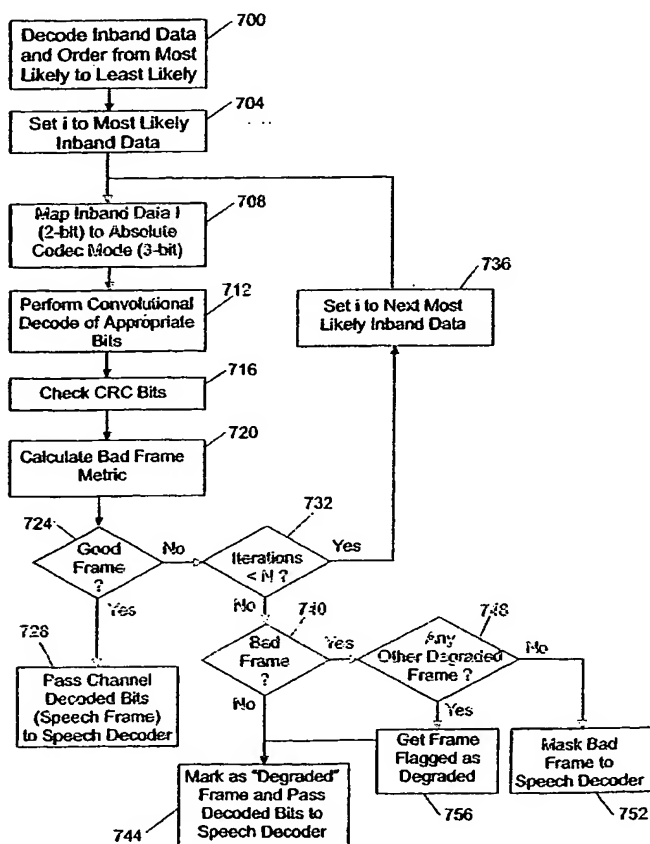 Decode Inband Data
and Order from Most
Likely to Least Likely
700
Set i to Most Likely
Inband Data
704
Map Inband Data I
(2-bit) to Absolute
Codec Mode (3-bit)
708
Perform Convolutional
Decode of Appropriate
Bits
712
Set i to Next Most
Likely Inband Data
736
Check CRC Bits
716
Calculate Bad Frame
Metric
720
724
Good
Frame
?
No
Yes
732
Iterations
< N ?
Yes
No
728
Pass Channel
Decoded Bits
(Speech Frame)
to Speech Decoder
740
Bad
Frame ?
Yes
No
748
Any
Other Degraded
Frame ?
No
Yes
Mark as "Degraded"
Frame and Pass
Decoded Bits to
Speech Decoder
744
Get Frame
Flagged as
Degraded
756
Mask Bad
Frame to
Speech Decoder
752